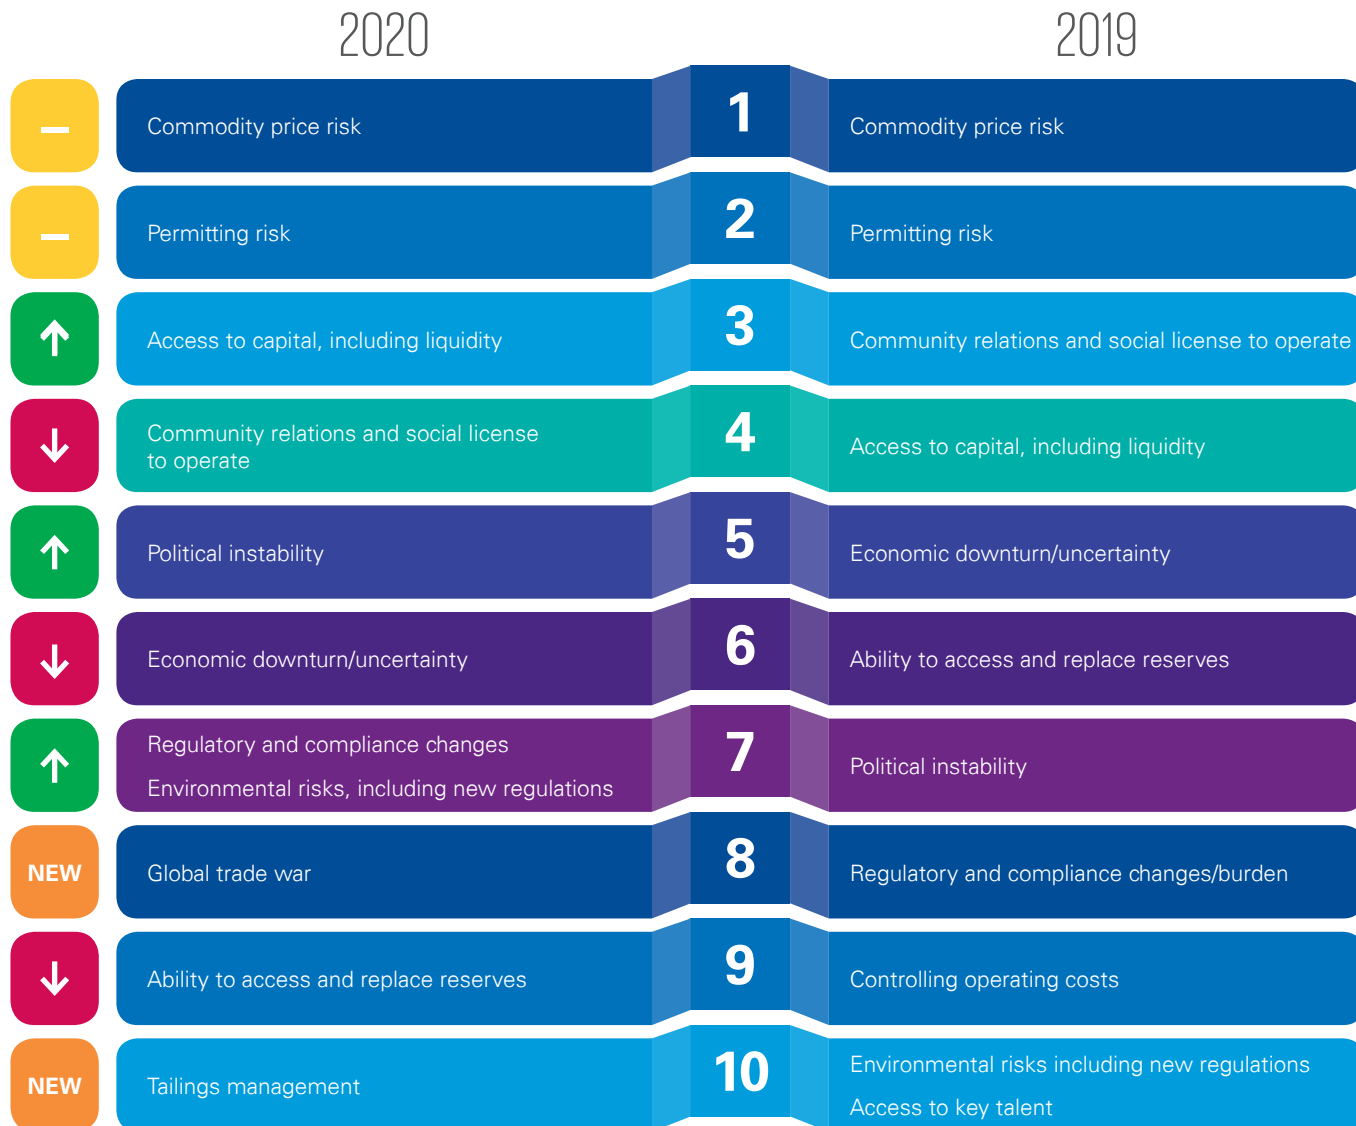 2020 2019
Commodity price risk 1 Commodity price risk
Permitting risk 2 Permitting risk
Access to capital, including liquidity 3 Community relations and social license to operate
Community relations and social license
to operate 4 Access to capital, including liquidity
Political instability 5 Economic downturn/uncertainty
Economic downturn/uncertainty 6 Ability to access and replace reserves
Regulatory and compliance changes
Environmental risks, including new regulations 7 Political instability
NEW Global trade war 8 Regulatory and compliance changes/burden
Ability to access and replace reserves 9 Controlling operating costs
NEW Tailings management 10 Environmental risks including new regulations
Access to key talent